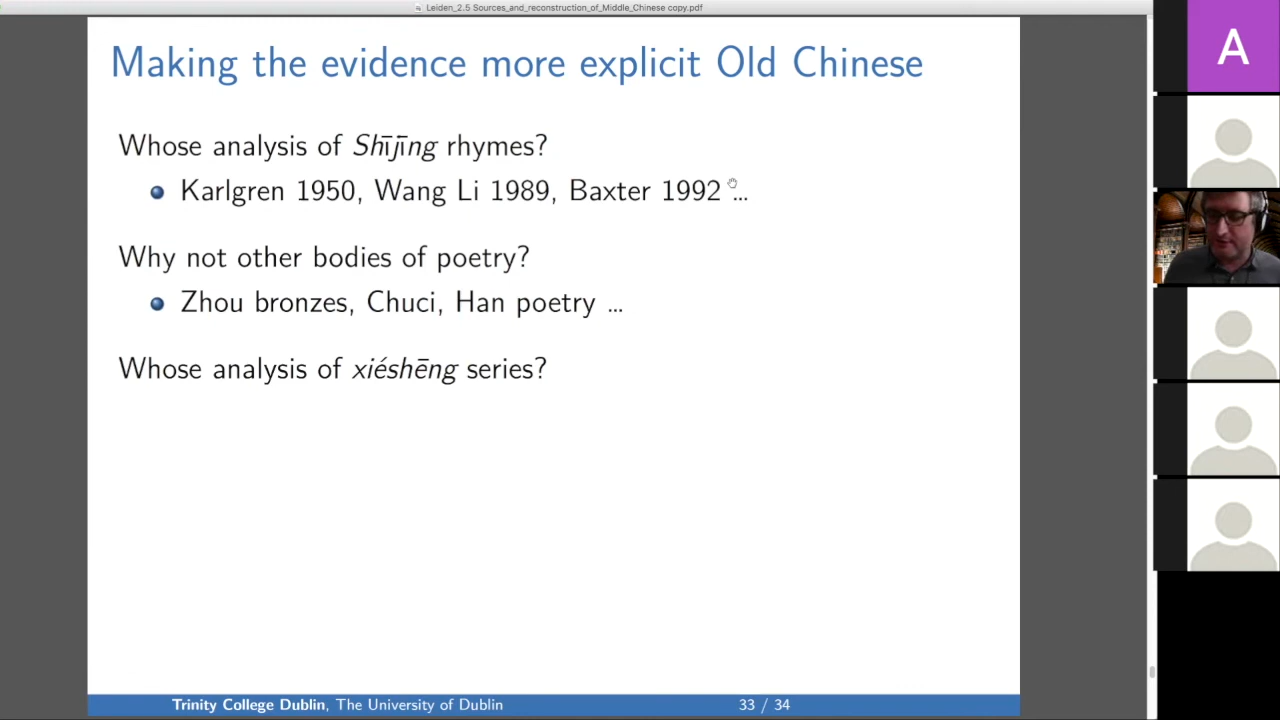 Leiden_2.5 Sources_and_reconstruction_of_Middle_Chinese copy.pdf
Making the evidence more explicit Old Chinese
Whose analysis of Shījīng rhymes?
Karlgren 1950, Wang Li 1989, Baxter 1992 ...
Why not other bodies of poetry?
Zhou bronzes, Chuci, Han poetry ...
Whose analysis of xiéshēng series?
Trinity College Dublin, The University of Dublin
33 / 34
A